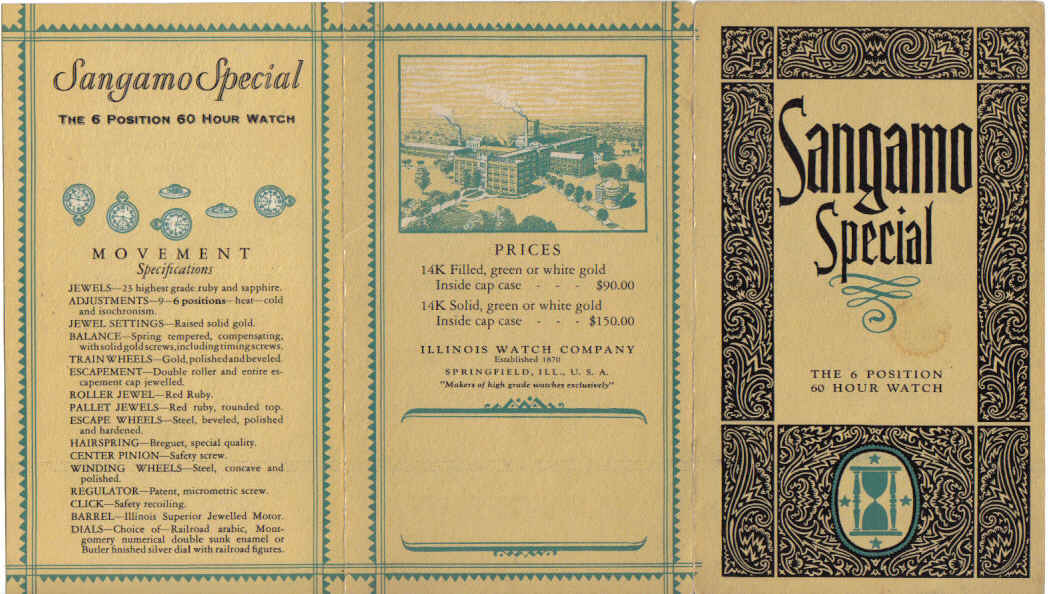 Sangamo Special
THE 6 POSITION 60 HOUR WATCH
MOVEMENT
Specifications
JEWELS—23 highest grade ruby and sapphire.
ADJUSTMENTS—9—6 positions—heat—cold
and isochronism.
JEWEL SETTINGS—Raised solid gold.
BALANCE—Spring tempered, compensating,
with solid gold screws, including timing screws.
TRAIN WHEELS—Gold, polished and beveled.
ESCAPEMENT—Double roller and entire es-
capement cap jewelled.
ROLLER JEWEL—Red Ruby.
PALLET JEWELS—Red ruby, rounded top.
ESCAPE WHEELS—Steel, beveled, polished
and hardened.
HAIRSPRING—Breguet, special quality.
CENTER PINION—Safety screw.
WINDING WHEELS—Steel, concave and
polished.
REGULATOR—Patent, micrometric screw.
CLICK—Safety recoiling.
BARREL—Illinois Superior Jewelled Motor.
DIALS—Choice of—Railroad arabic, Mont-
gomery numerical double sunk enamel or
Butler finished silver dial with railroad figures.
PRICES
14K Filled, green or white gold
Inside cap case - - - $90.00
14K Solid, green or white gold
Inside cap case - - - $150.00
ILLINOIS WATCH COMPANY
Established 1870
SPRINGFIELD, ILL., U. S. A.
"Makers of high grade watches exclusively"
Sangamo
Special
THE 6 POSITION
60 HOUR WATCH